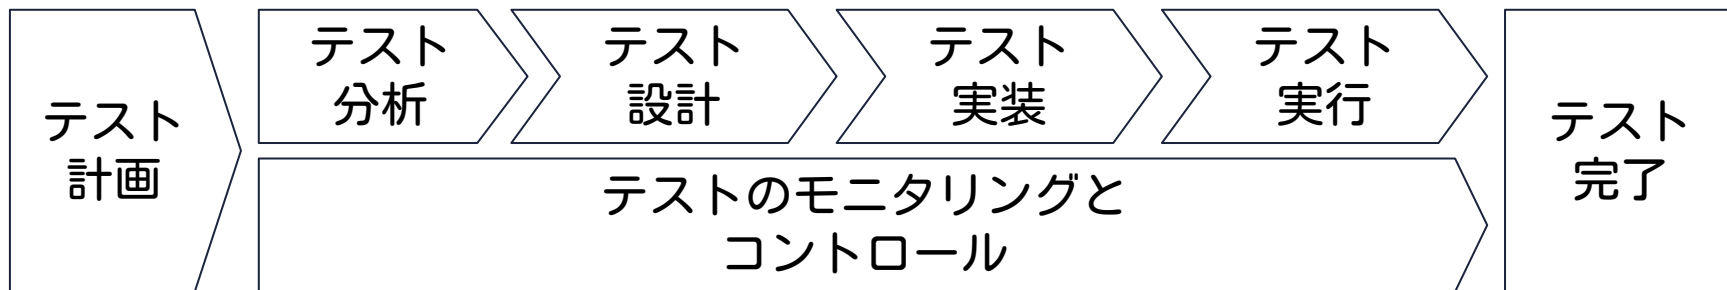 テスト
計画
テスト
分析
テスト
設計
テスト
実装
テスト
実行
テストのモニタリングと
コントロール
テスト
完了